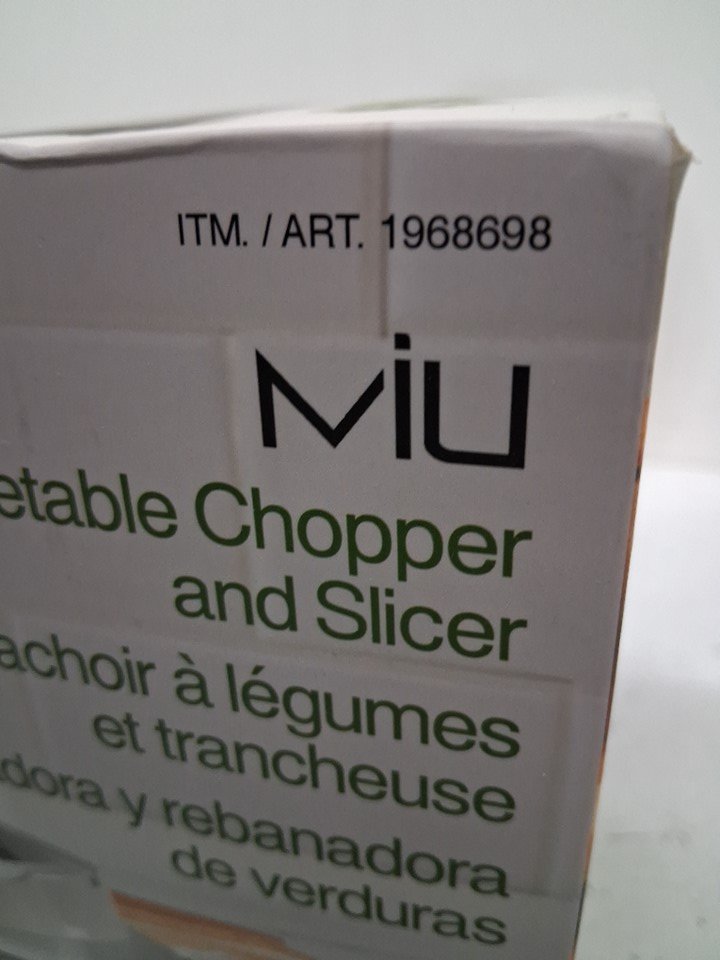 ITM. / ART. 1968698
MIU
etable Chopper
and Slicer
achoir à légumes
et trancheuse
dora y rebanadora
de verduras